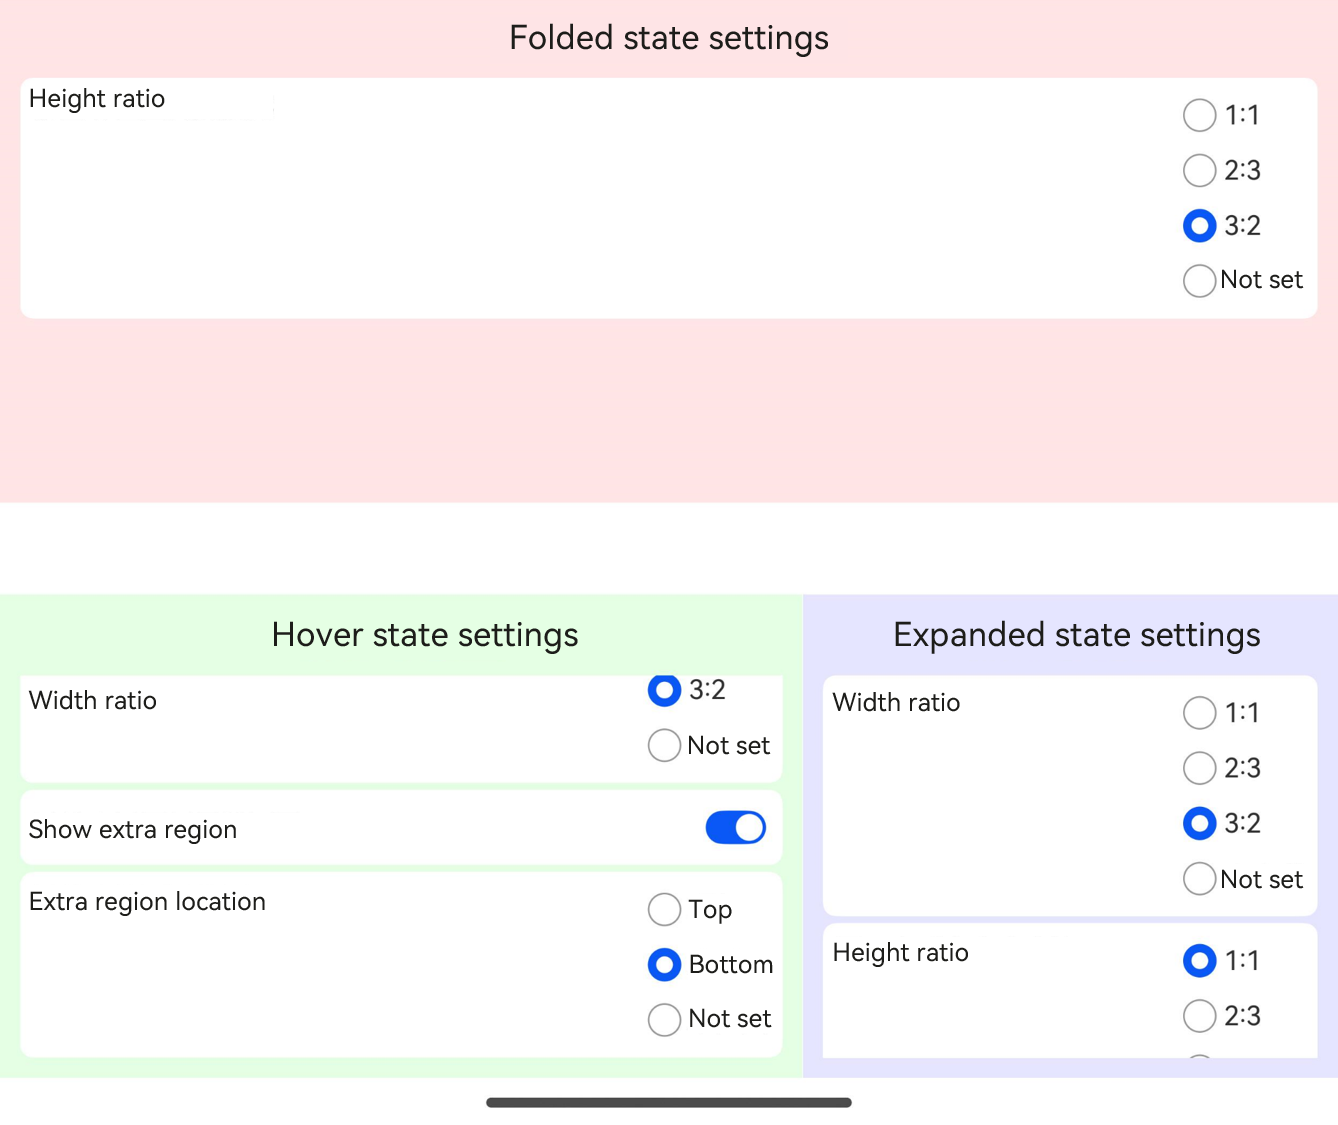 Folded state settings
Height ratio
1:1
2:3
3:2
Not set
Hover state settings
Width ratio
3:2
Not set
Show extra region
Extra region location
Top
Bottom
Not set
Expanded state settings
Width ratio
1:1
2:3
3:2
Not set
Height ratio
1:1
2:3